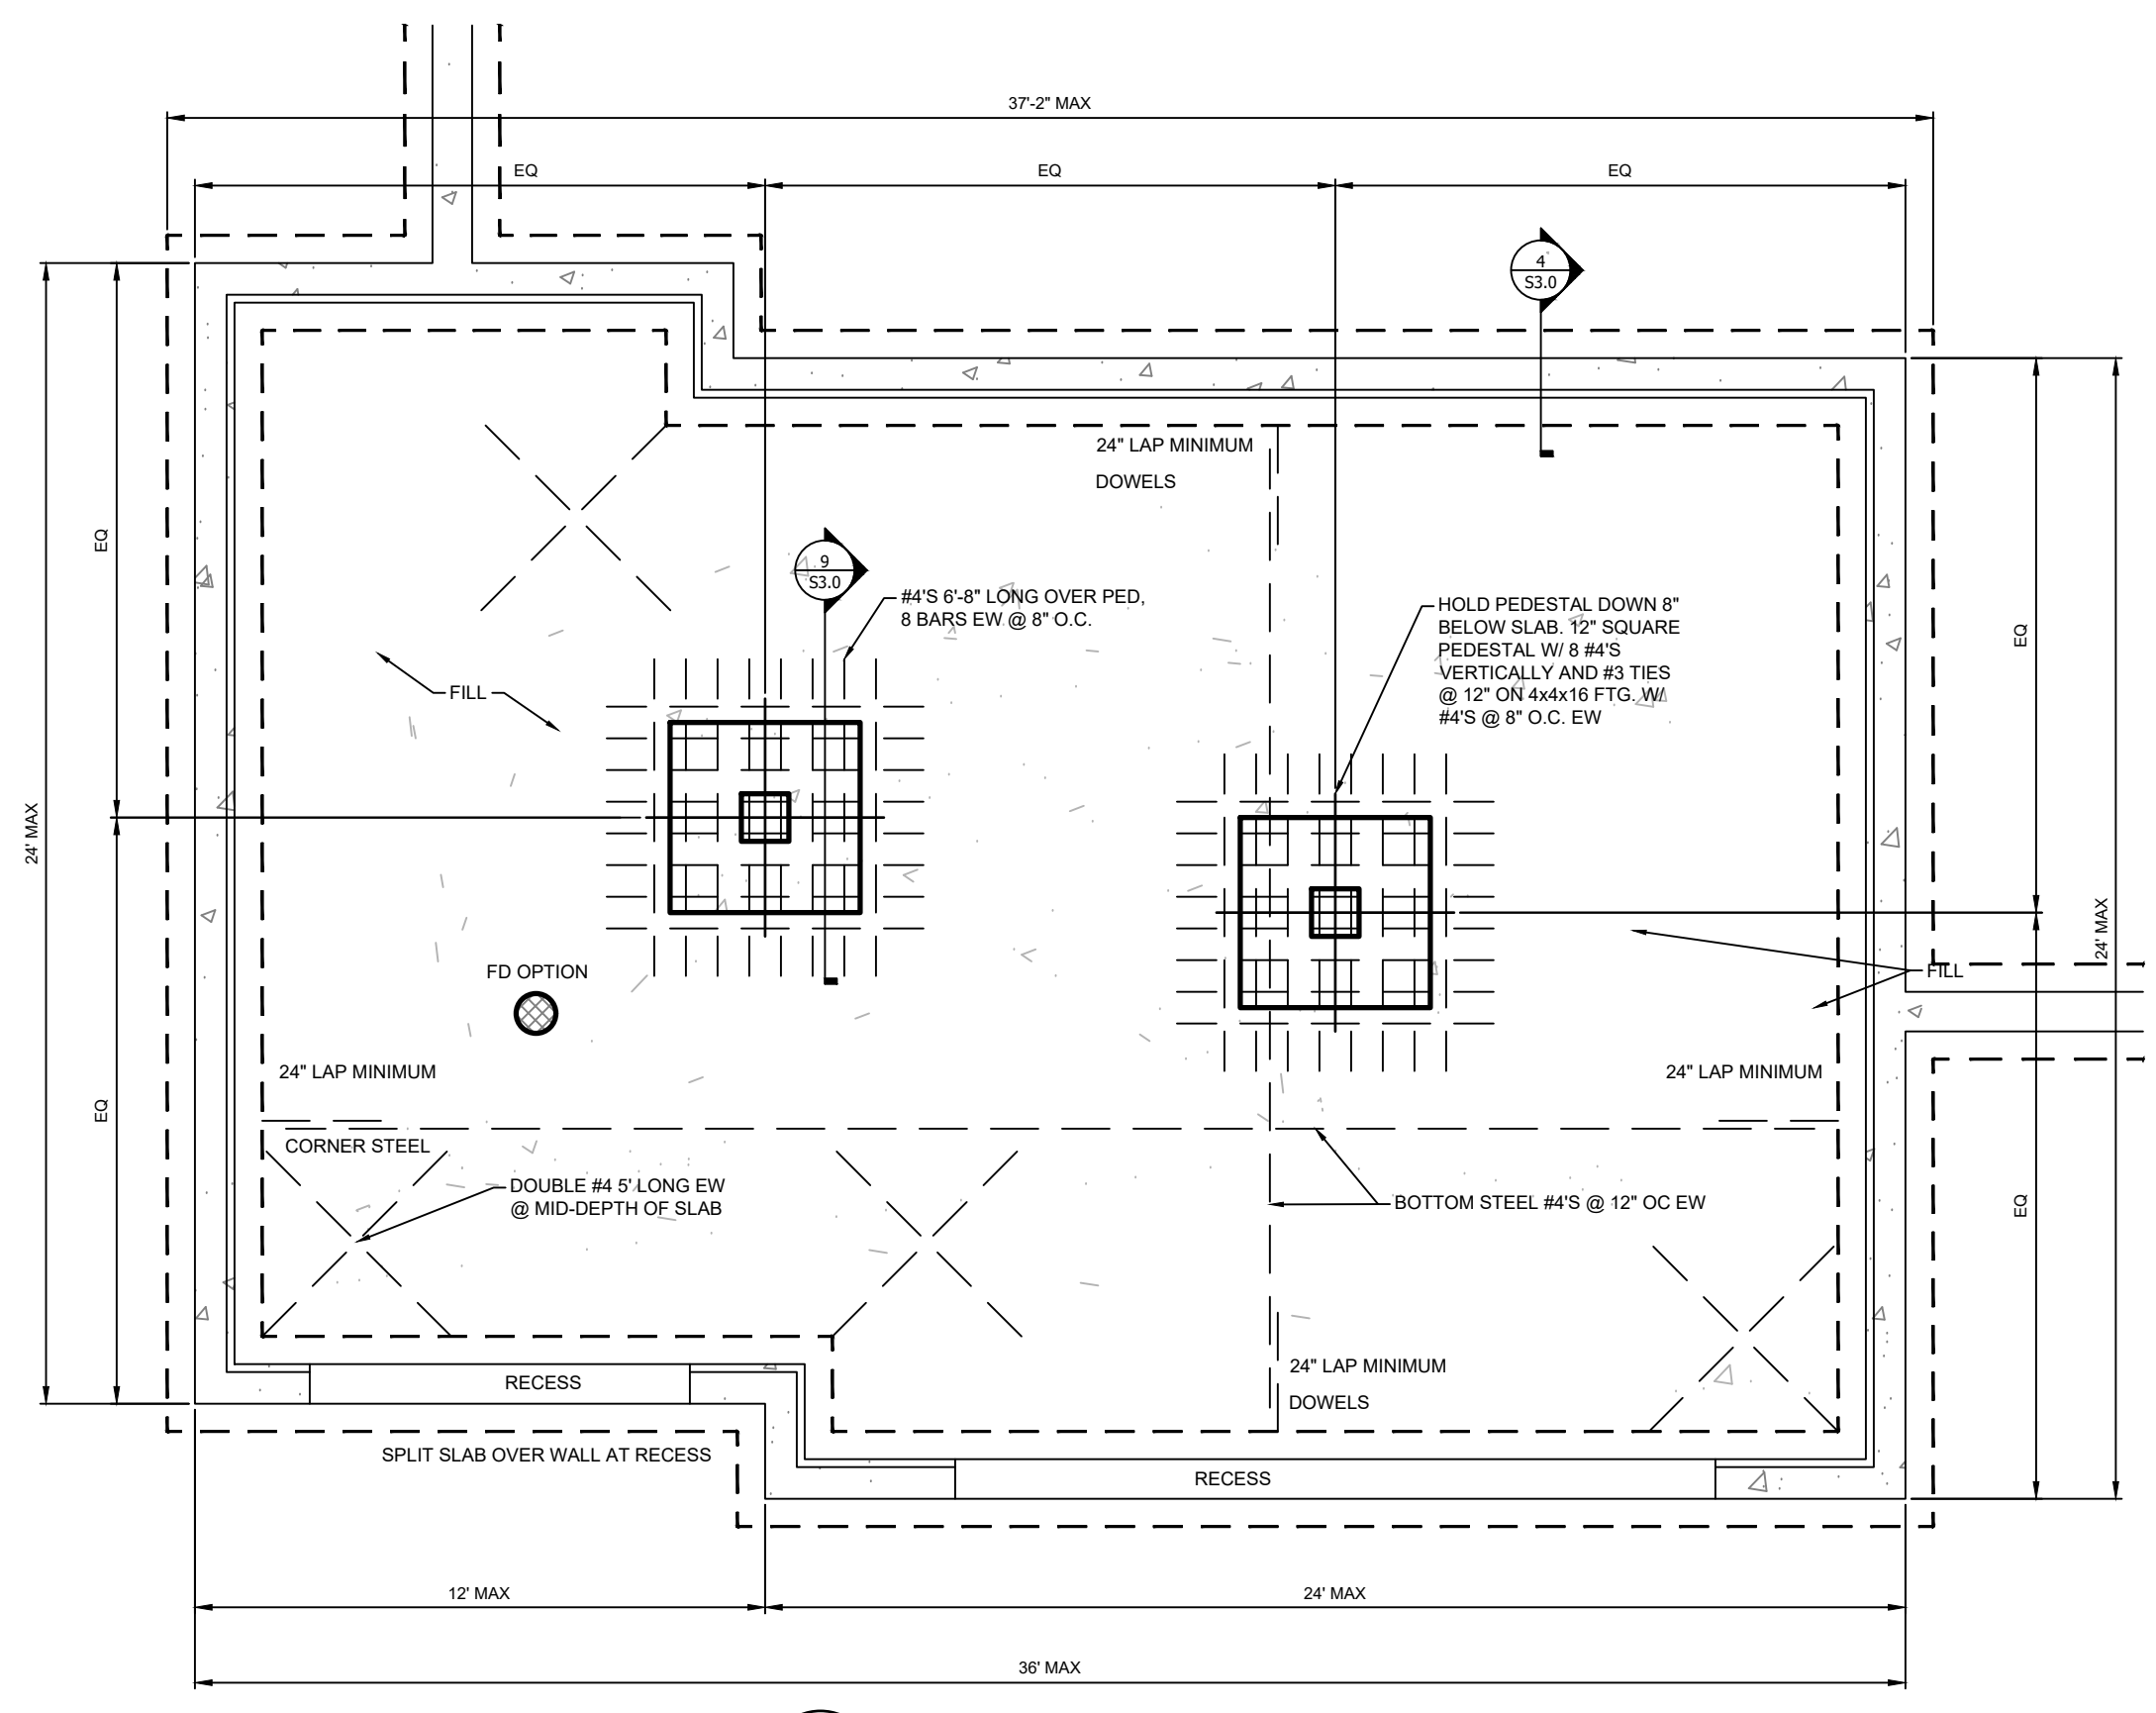 37'-2" MAX
EQ
EQ
EQ
4
S3.0
24" LAP MINIMUM
DOWELS
9
S3.0
#4'S 6'-8" LONG OVER PED,
8 BARS EW @ 8" O.C.
HOLD PEDESTAL DOWN 8"
BELOW SLAB. 12" SQUARE
PEDESTAL W/ 8 #4'S
VERTICALLY AND #3 TIES
@ 12" ON 4x4x16 FTG. W/
#4'S @ 8" O.C. EW
EQ
EQ
FILL
24' MAX
24' MAX
FD OPTION
FILL
24" LAP MINIMUM
24" LAP MINIMUM
EQ
CORNER STEEL
DOUBLE #4 5' LONG EW
@ MID-DEPTH OF SLAB
BOTTOM STEEL #4'S @ 12" OC EW
EQ
24" LAP MINIMUM
DOWELS
RECESS
SPLIT SLAB OVER WALL AT RECESS
RECESS
12' MAX
24' MAX
36' MAX